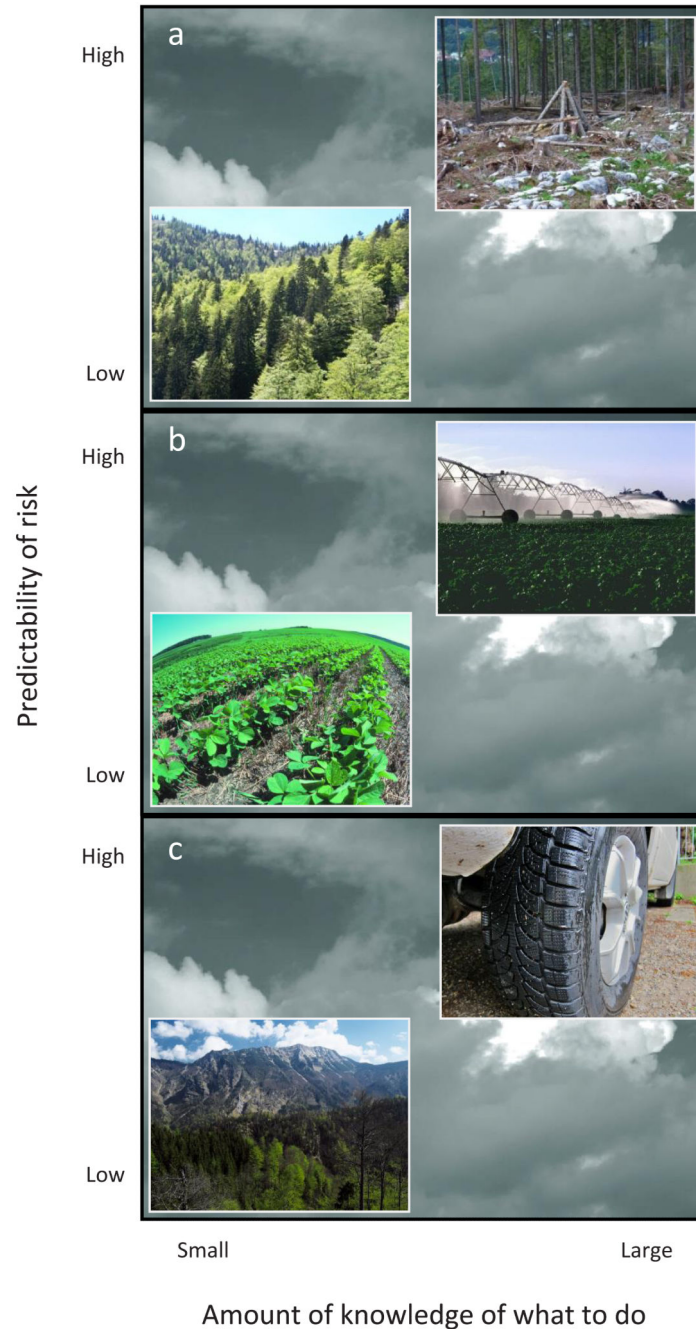 a
High
Low
b
High
Low
c
High
Low
Predictability of risk
Small
Large
Amount of knowledge of what to do